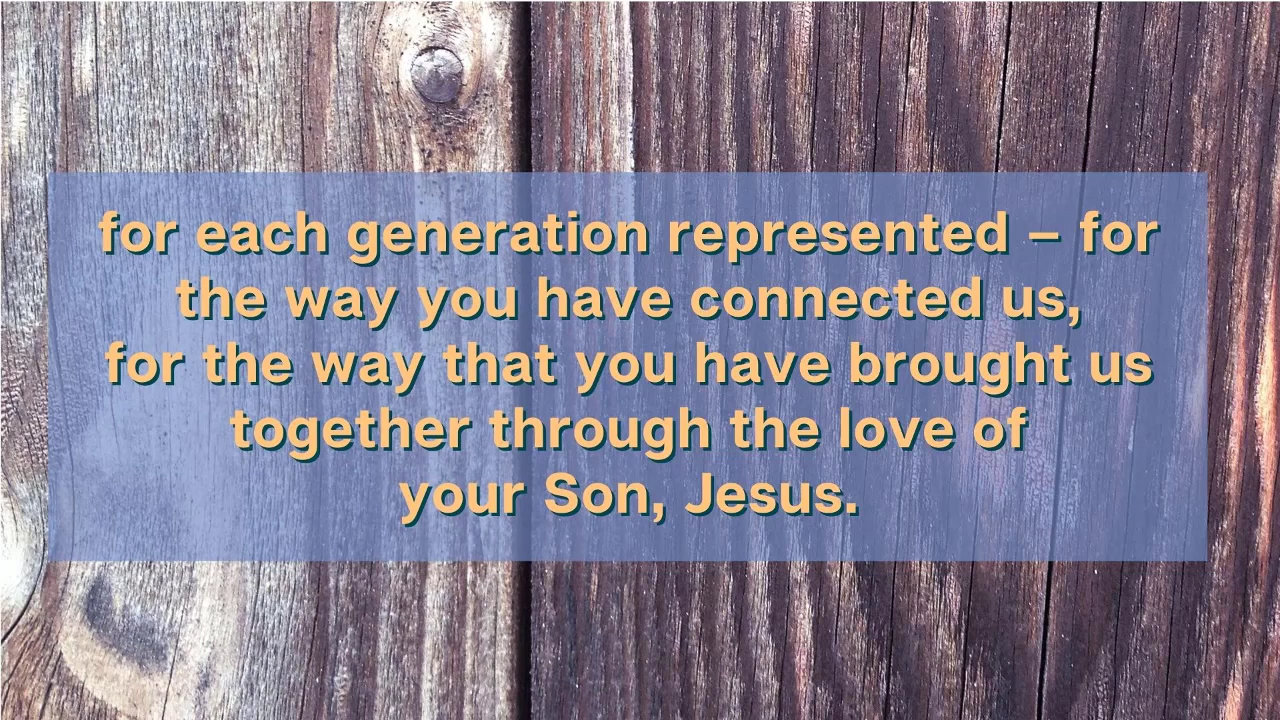 for each generation represented – for
the way you have connected us,
for the way that you have brought us
together through the love of
your Son, Jesus.